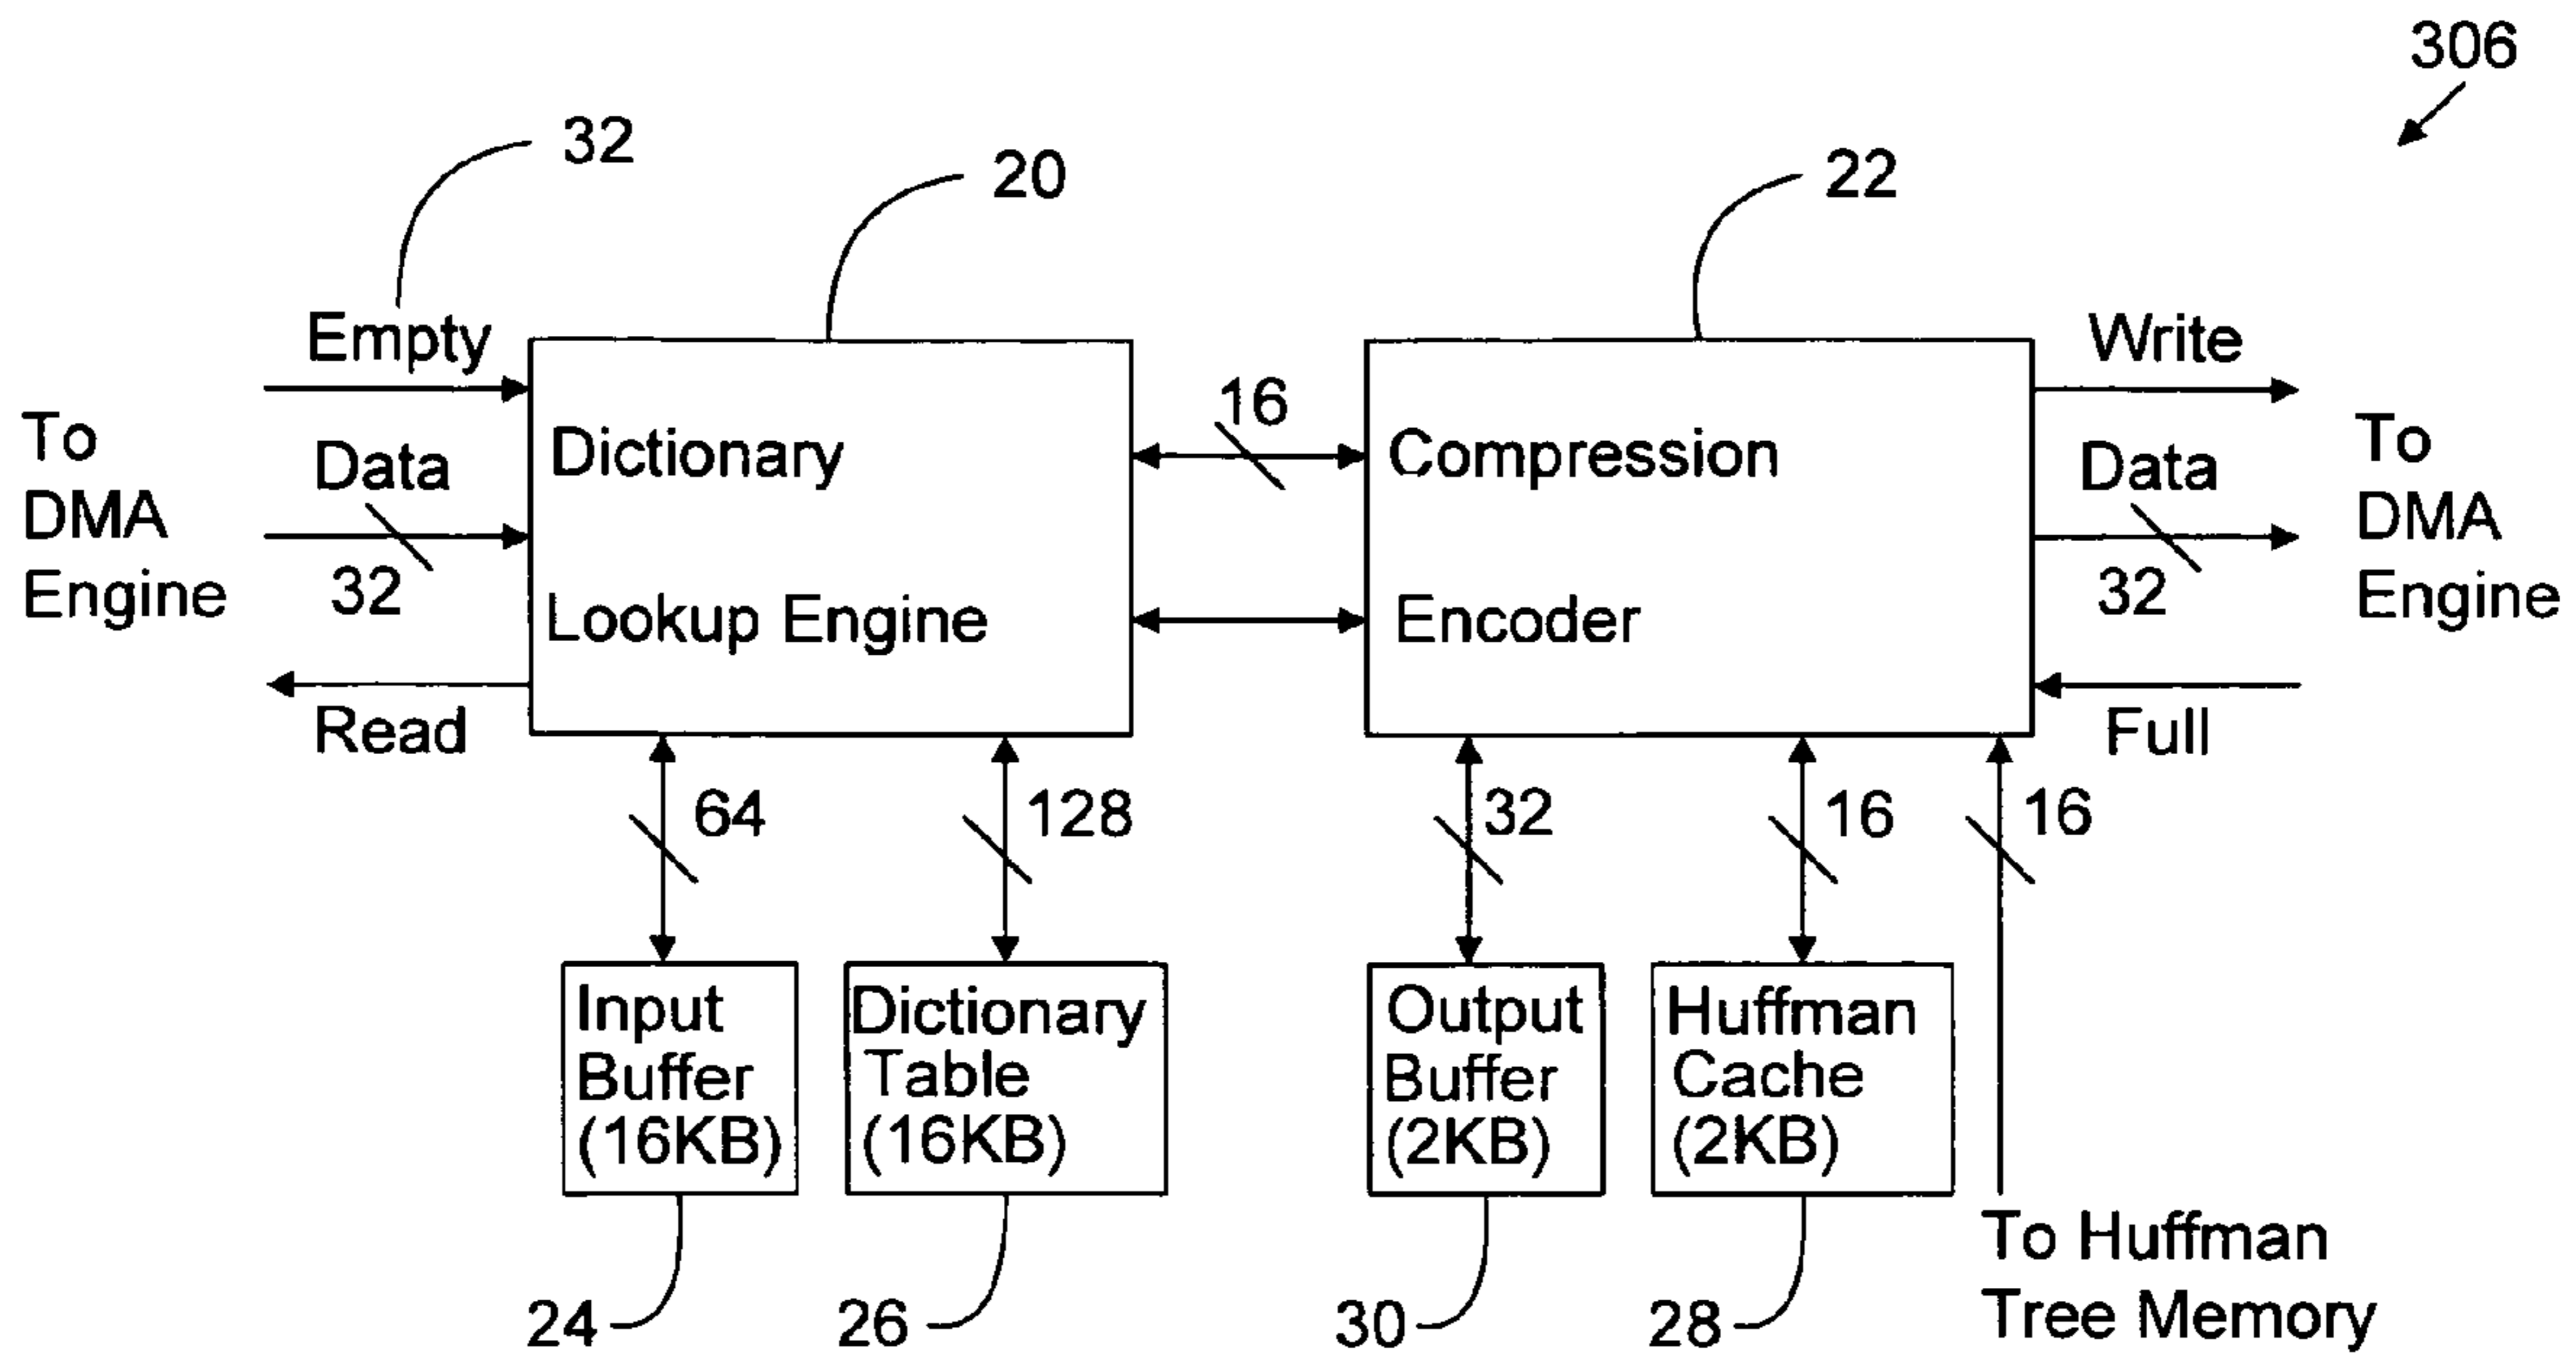 306
32
20
22
Empty
Write
To
DMA
Engine
Data
32
Read
Dictionary
Lookup Engine
16
Compression
Encoder
Data
32
Full
To
DMA
Engine
64
128
32
16
16
Input
Buffer
(16KB)
Dictionary
Table
(16KB)
Output
Buffer
(2KB)
Huffman
Cache
(2KB)
To Huffman
Tree Memory
24
26
30
28